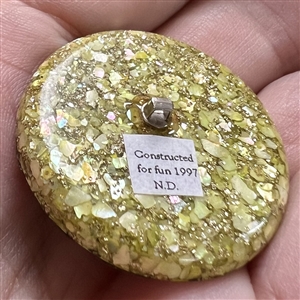 Constructed
for fun 1997
N.D.